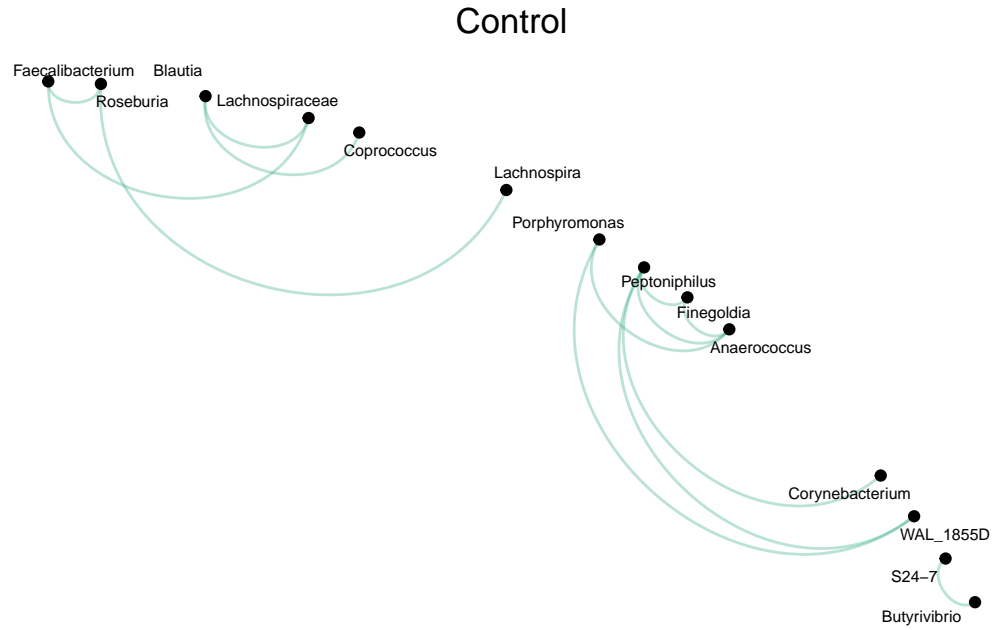 Control
Faecalibacterium
Blautia
Roseburia
Lachnospiraceae
Coprococcus
Lachnospira
Porphyromonas
Peptoniphilus
Finegoldia
Anaerococcus
Corynebacterium
WAL_1855D
S24−7
Butyrivibrio